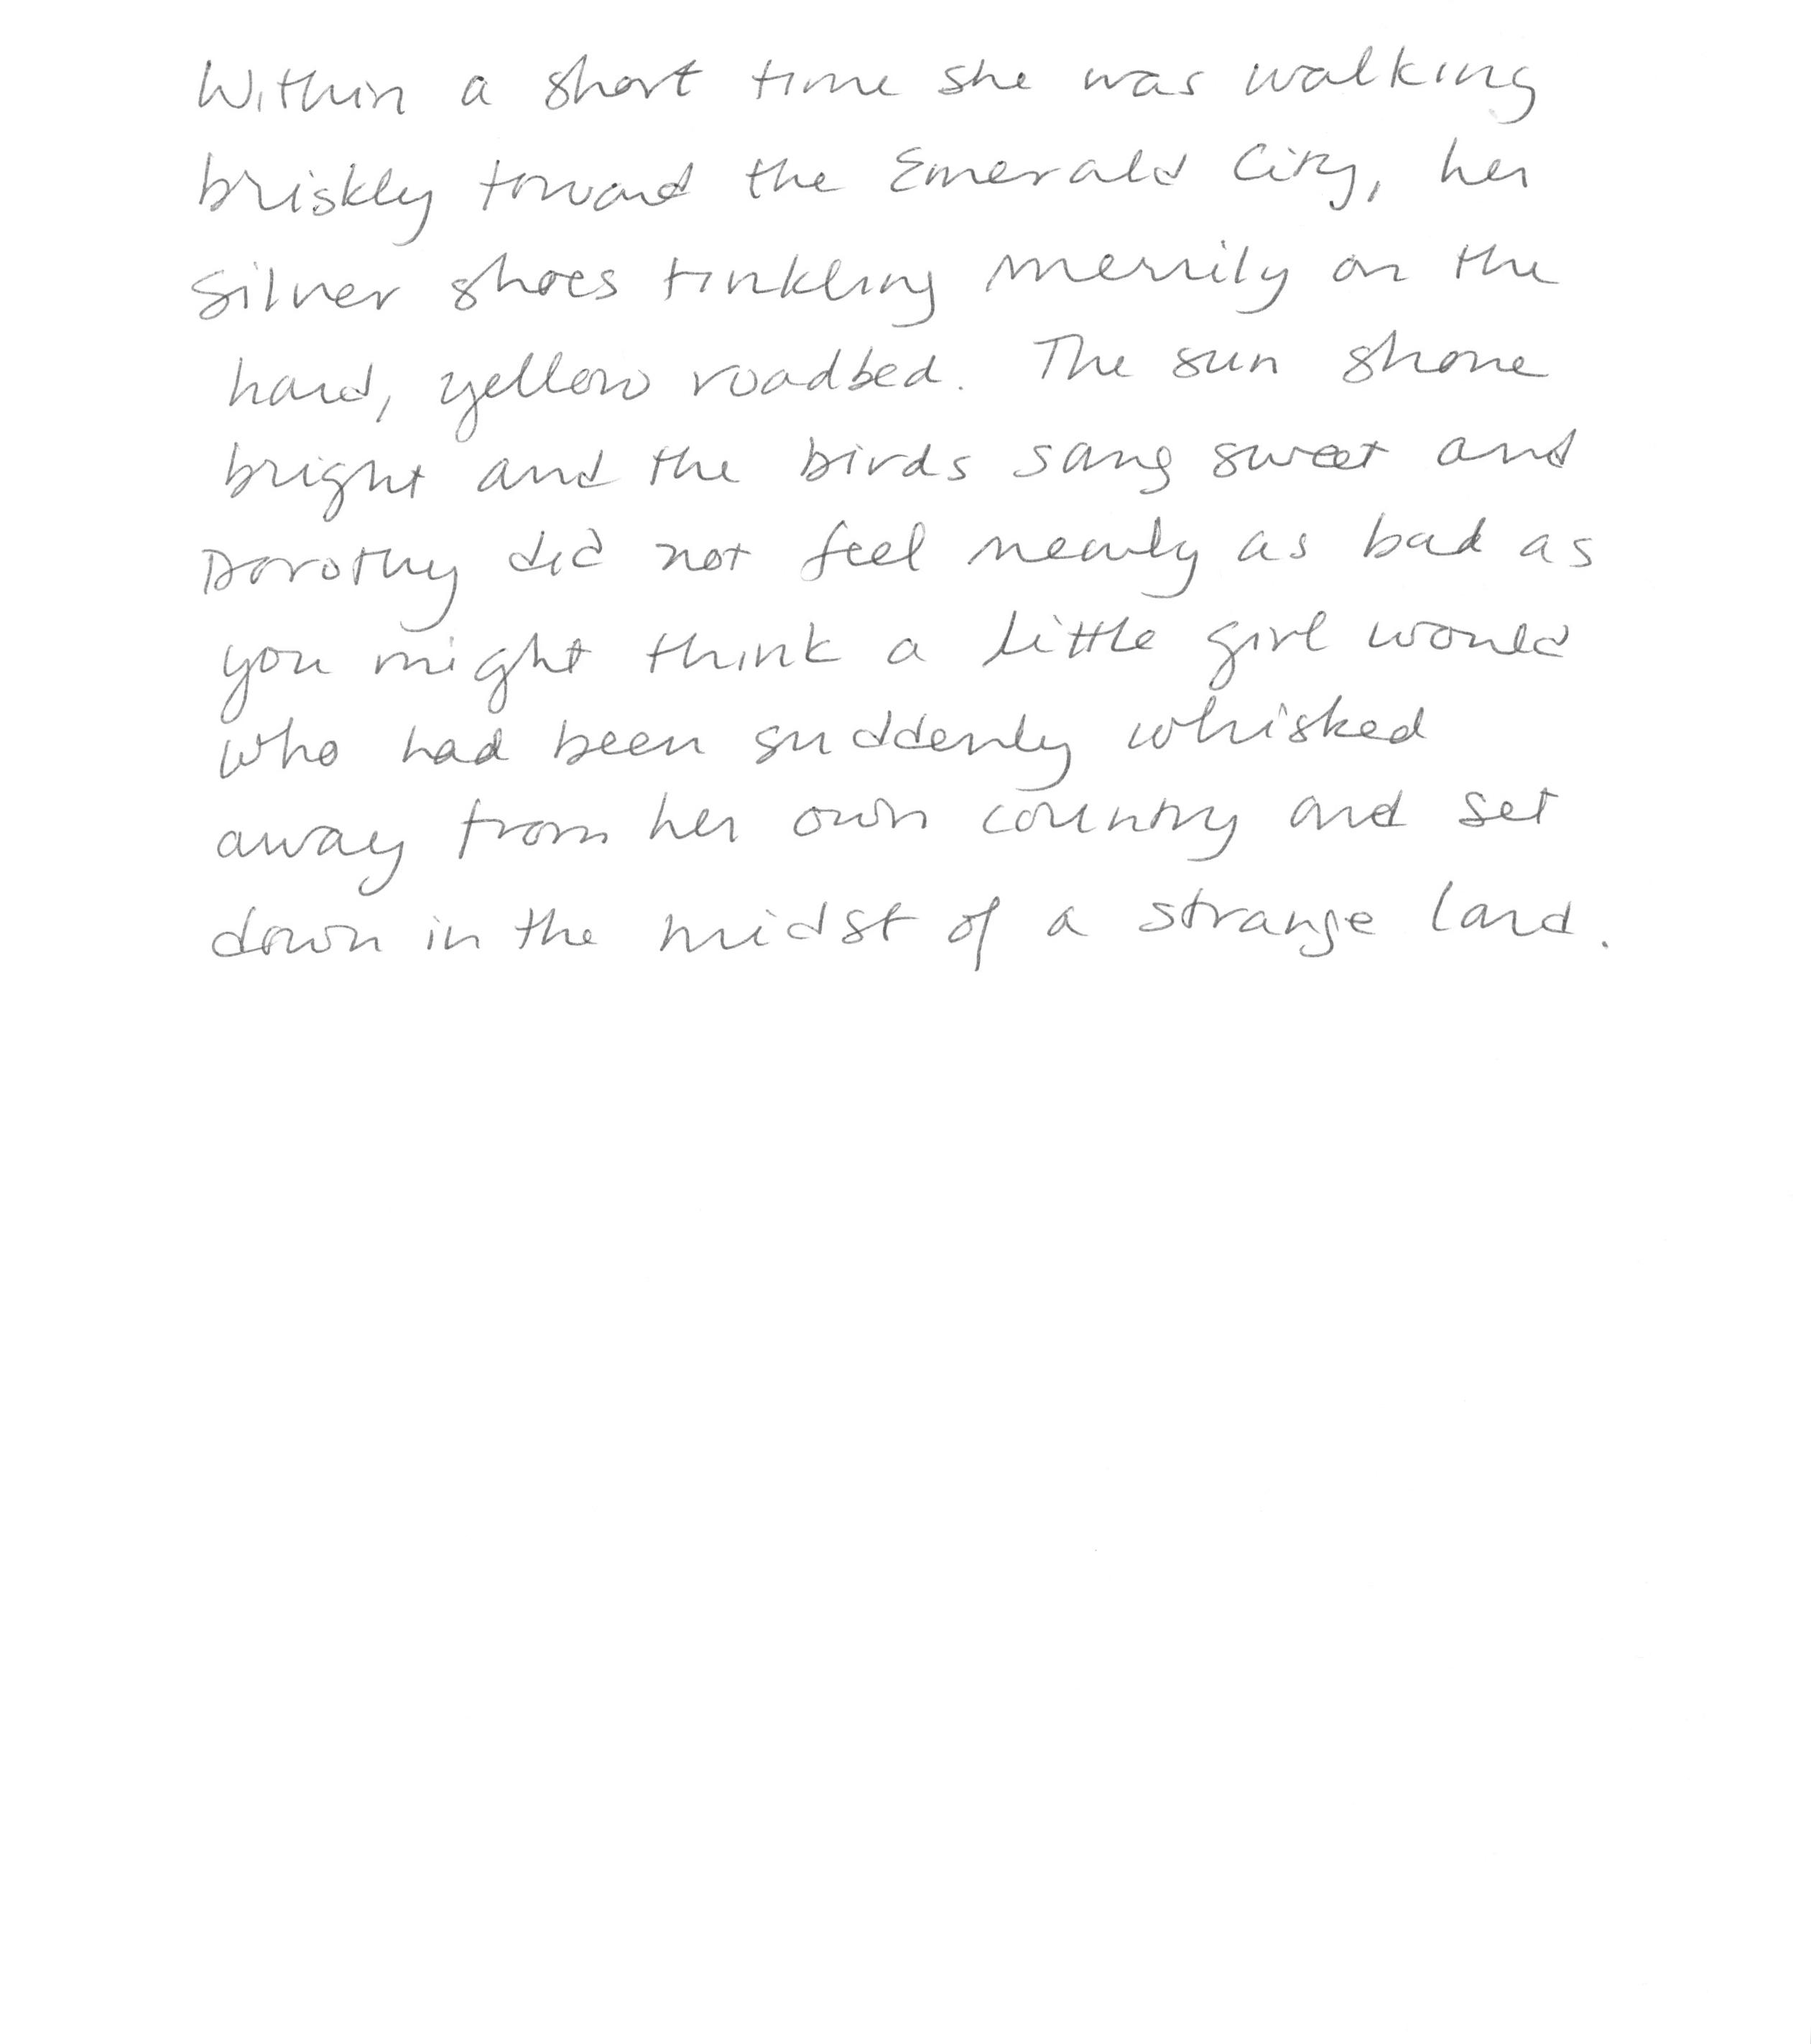 Within a short time she was walking
briskly toward the Emerald City, her
silver shoes tinkling merrily on the
hard, yellow roadbed. The sun shone
bright and the birds sang sweet and
Dorothy did not feel nearly as bad as
you might think a little girl would
who had been suddenly whisked
away from her own country and set
down in the midst of a strange land.